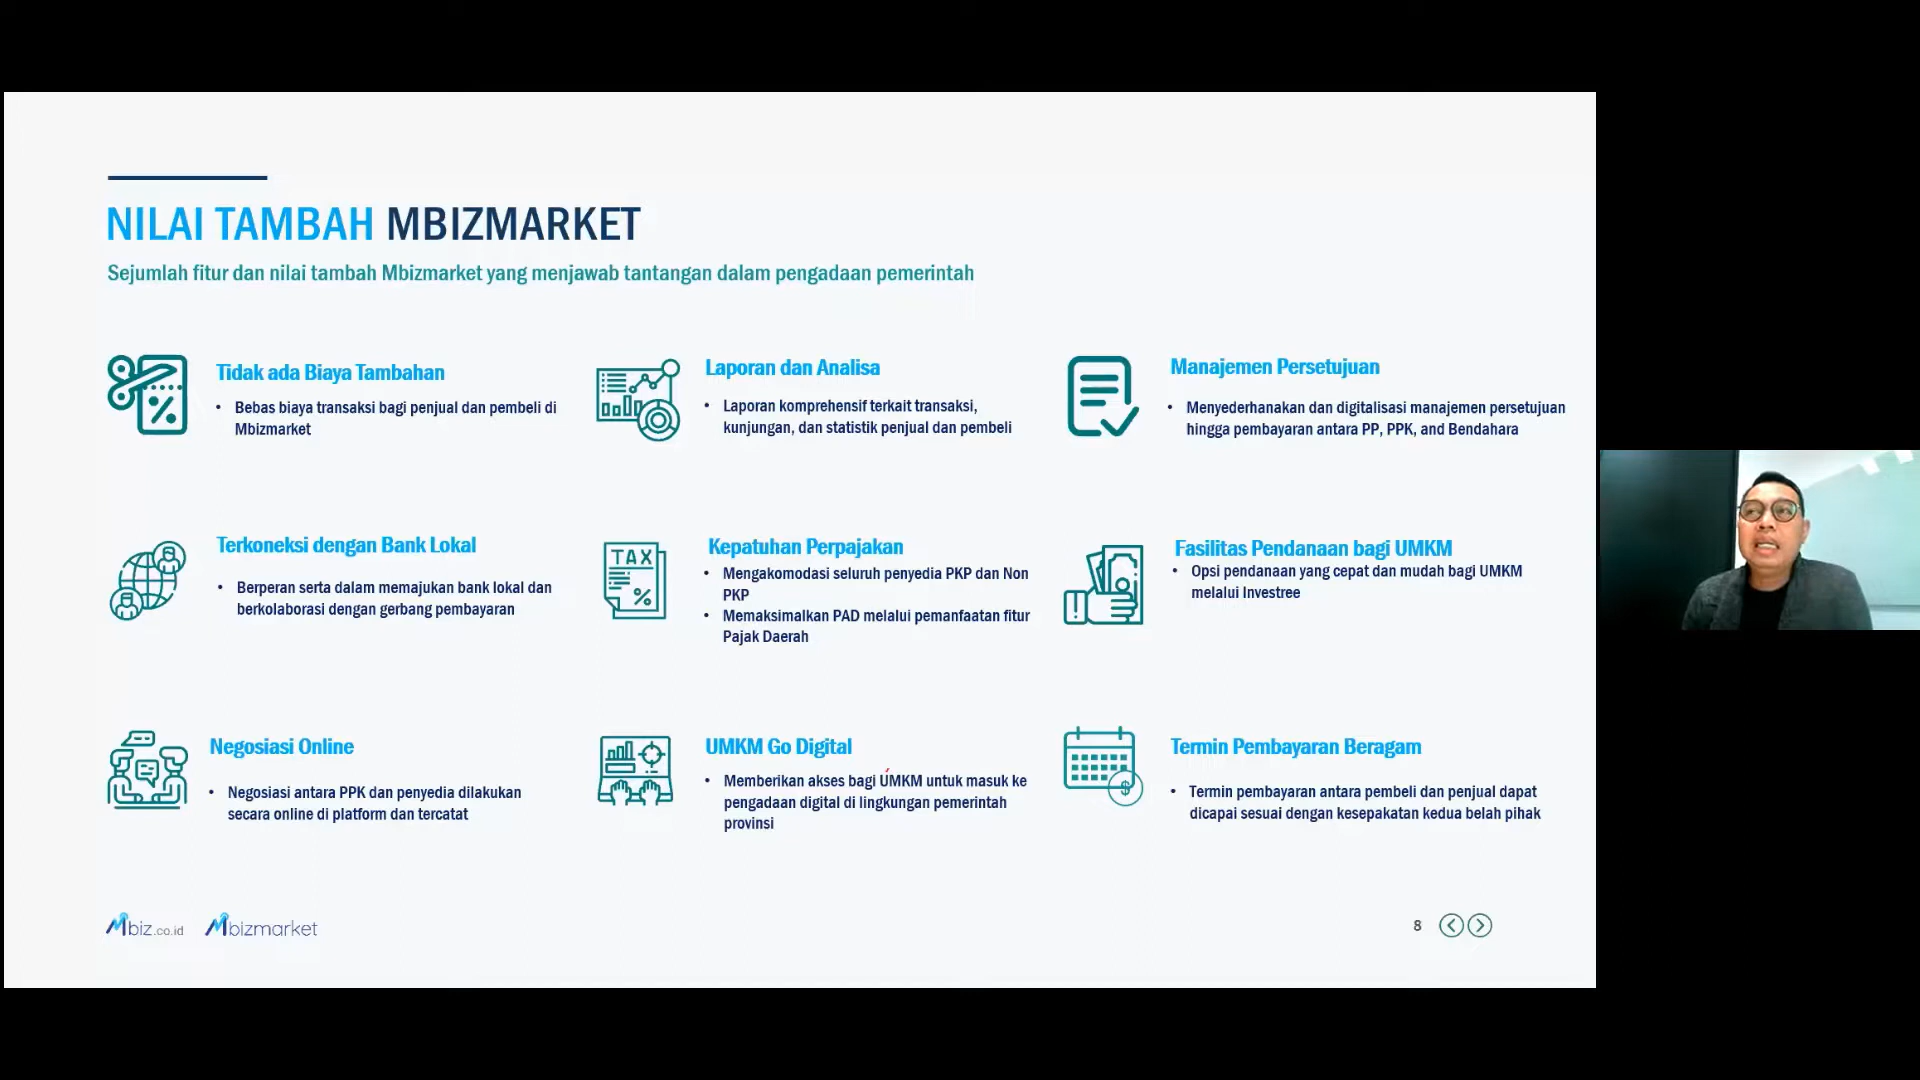 NILAI TAMBAH MBIZMARKET
Sejumlah fitur dan nilai tambah Mbizmarket yang menjawab tantangan dalam pengadaan pemerintah
Tidak ada Biaya Tambahan
• Bebas biaya transaksi bagi penjual dan pembeli di
Mbizmarket
Laporan dan Analisa
• Laporan komprehensif terkait transaksi,
kunjungan, dan statistik penjual dan pembeli
Manajemen Persetujuan
• Menyederhanakan dan digitalisasi manajemen persetujuan
hingga pembayaran antara PP, PPK, and Bendahara
Terkoneksi dengan Bank Lokal
• Berperan serta dalam memajukan bank lokal dan
berkolaborasi dengan gerbang pembayaran
TAX
%
Kepatuhan Perpajakan
• Mengakomodasi seluruh penyedia PKP dan Non
PKP
• Memaksimalkan PAD melalui pemanfaatan fitur
Pajak Daerah
Fasilitas Pendanaan bagi UMKM
• Opsi pendanaan yang cepat dan mudah bagi UMKM
melalui Investree
Negosiasi Online
• Negosiasi antara PPK dan penyedia dilakukan
secara online di platform dan tercatat
UMKM Go Digital
• Memberikan akses bagi UMKM untuk masuk ke
pengadaan digital di lingkungan pemerintah
provinsi
$
Termin Pembayaran Beragam
• Termin pembayaran antara pembeli dan penjual dapat
dicapai sesuai dengan kesepakatan kedua belah pihak
Mbiz.co.id Mbizmarket
8